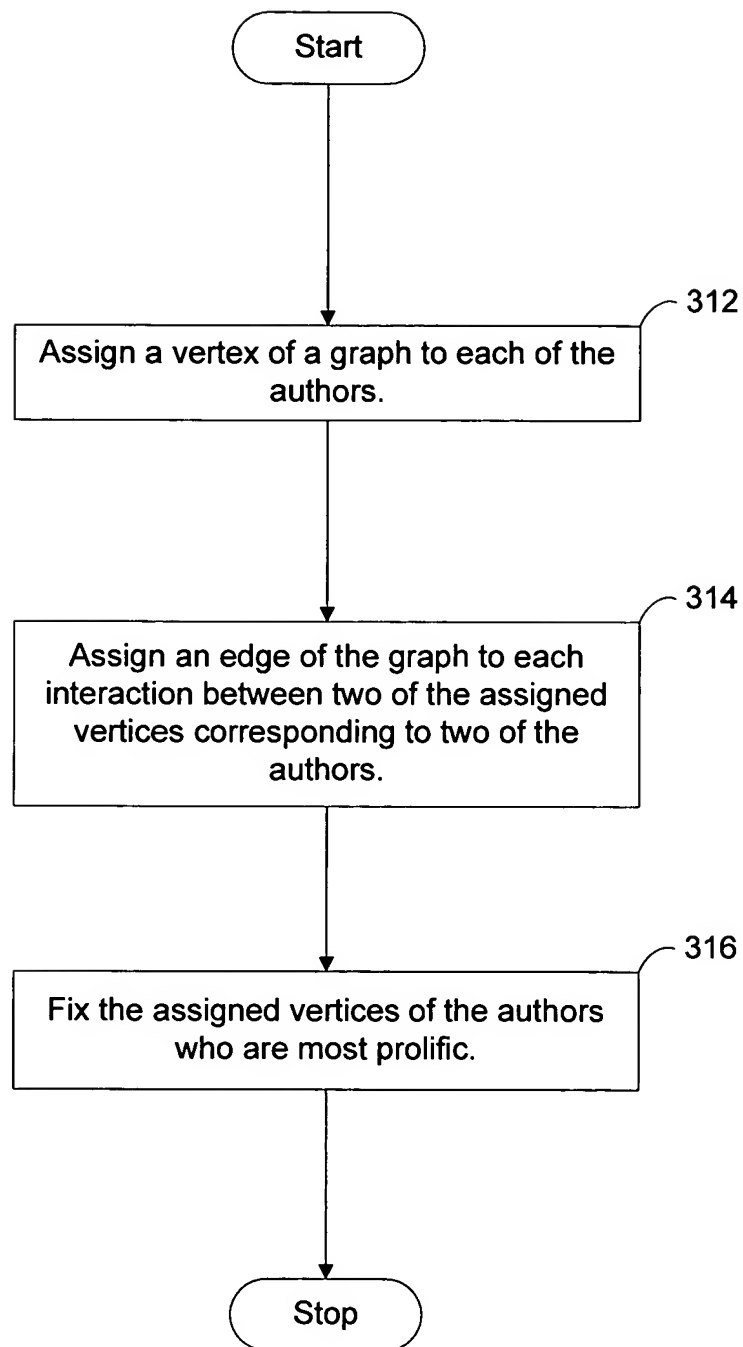 Start
312
Assign a vertex of a graph to each of the
authors.
314
Assign an edge of the graph to each
interaction between two of the assigned
vertices corresponding to two of the
authors.
316
Fix the assigned vertices of the authors
who are most prolific.
Stop